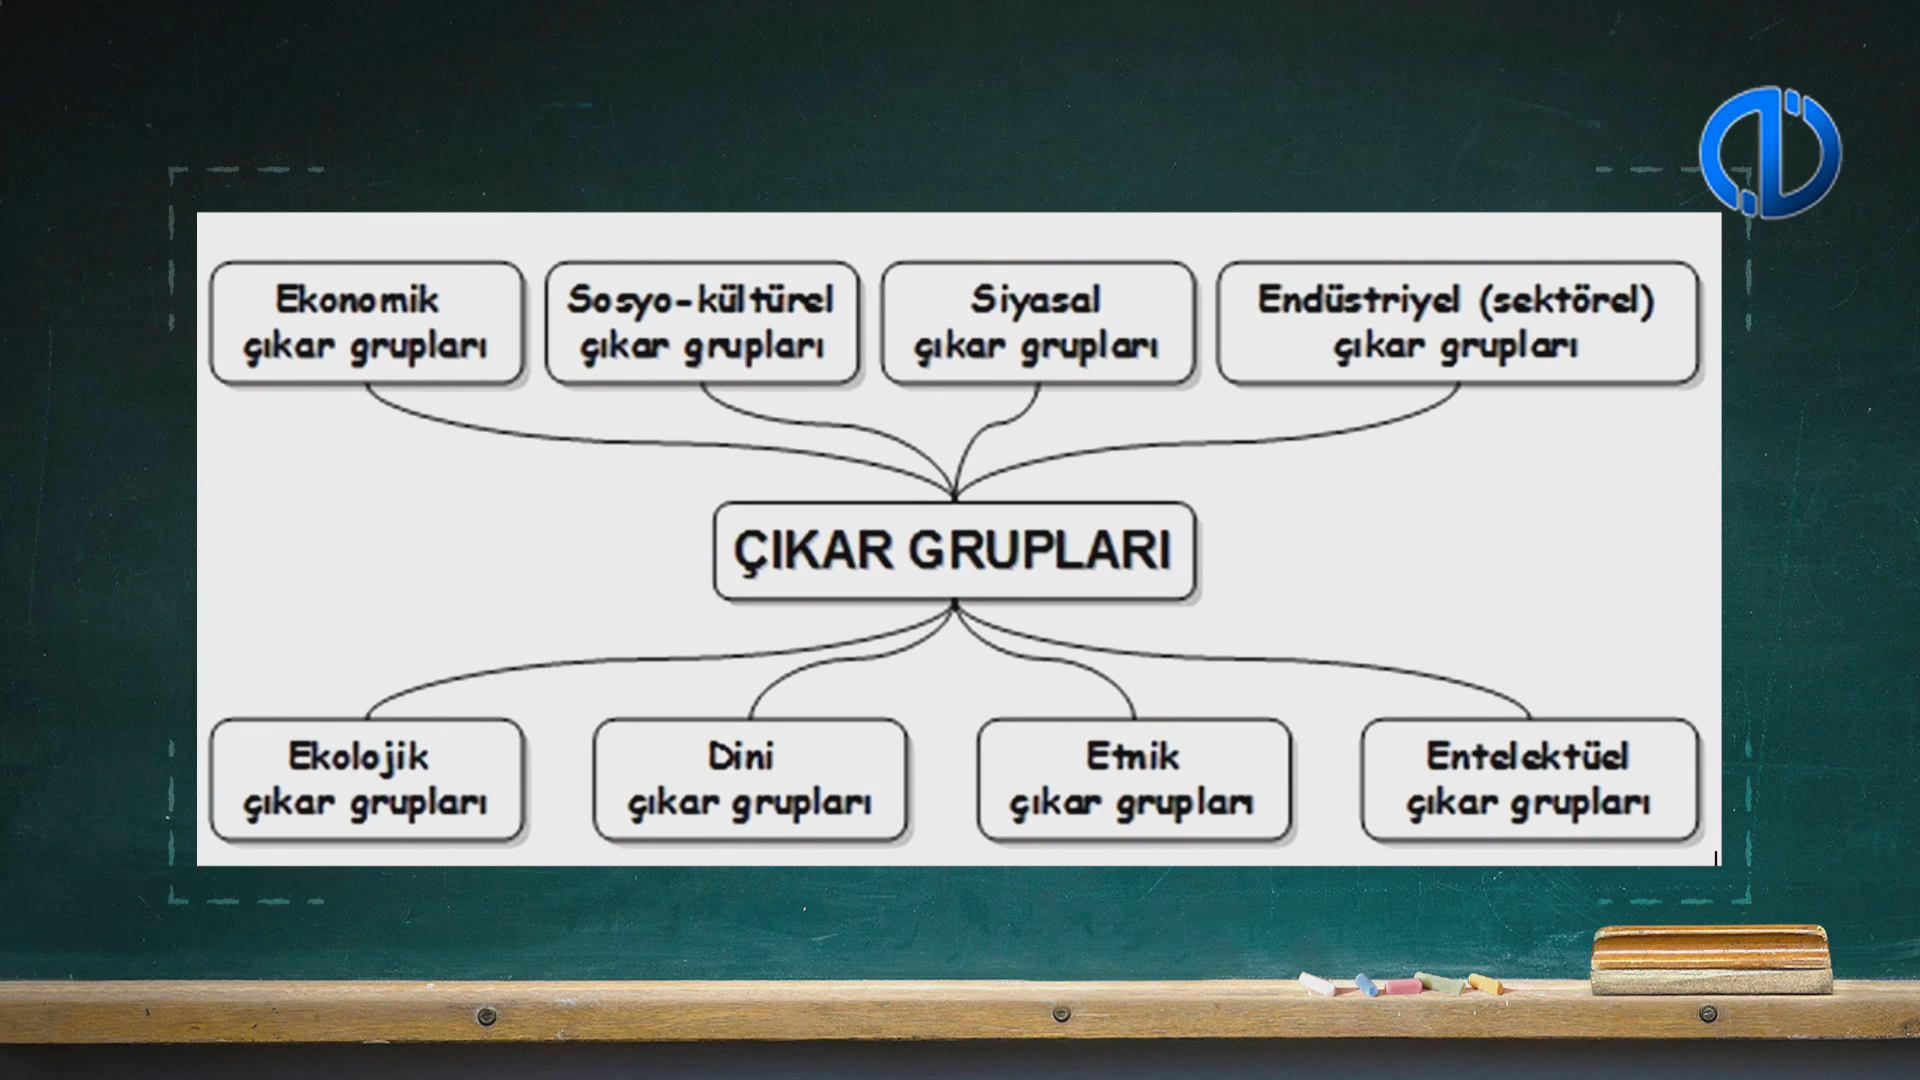 Ekonomik
çıkar grupları
Sosyo-kültürel
çıkar grupları
Siyasal
çıkar grupları
Endüstriyel (sektörel)
çıkar grupları
ÇIKAR GRUPLARI
Ekolojik
çıkar grupları
Dini
çıkar grupları
Etnik
çıkar grupları
Entelektüel
çıkar grupları